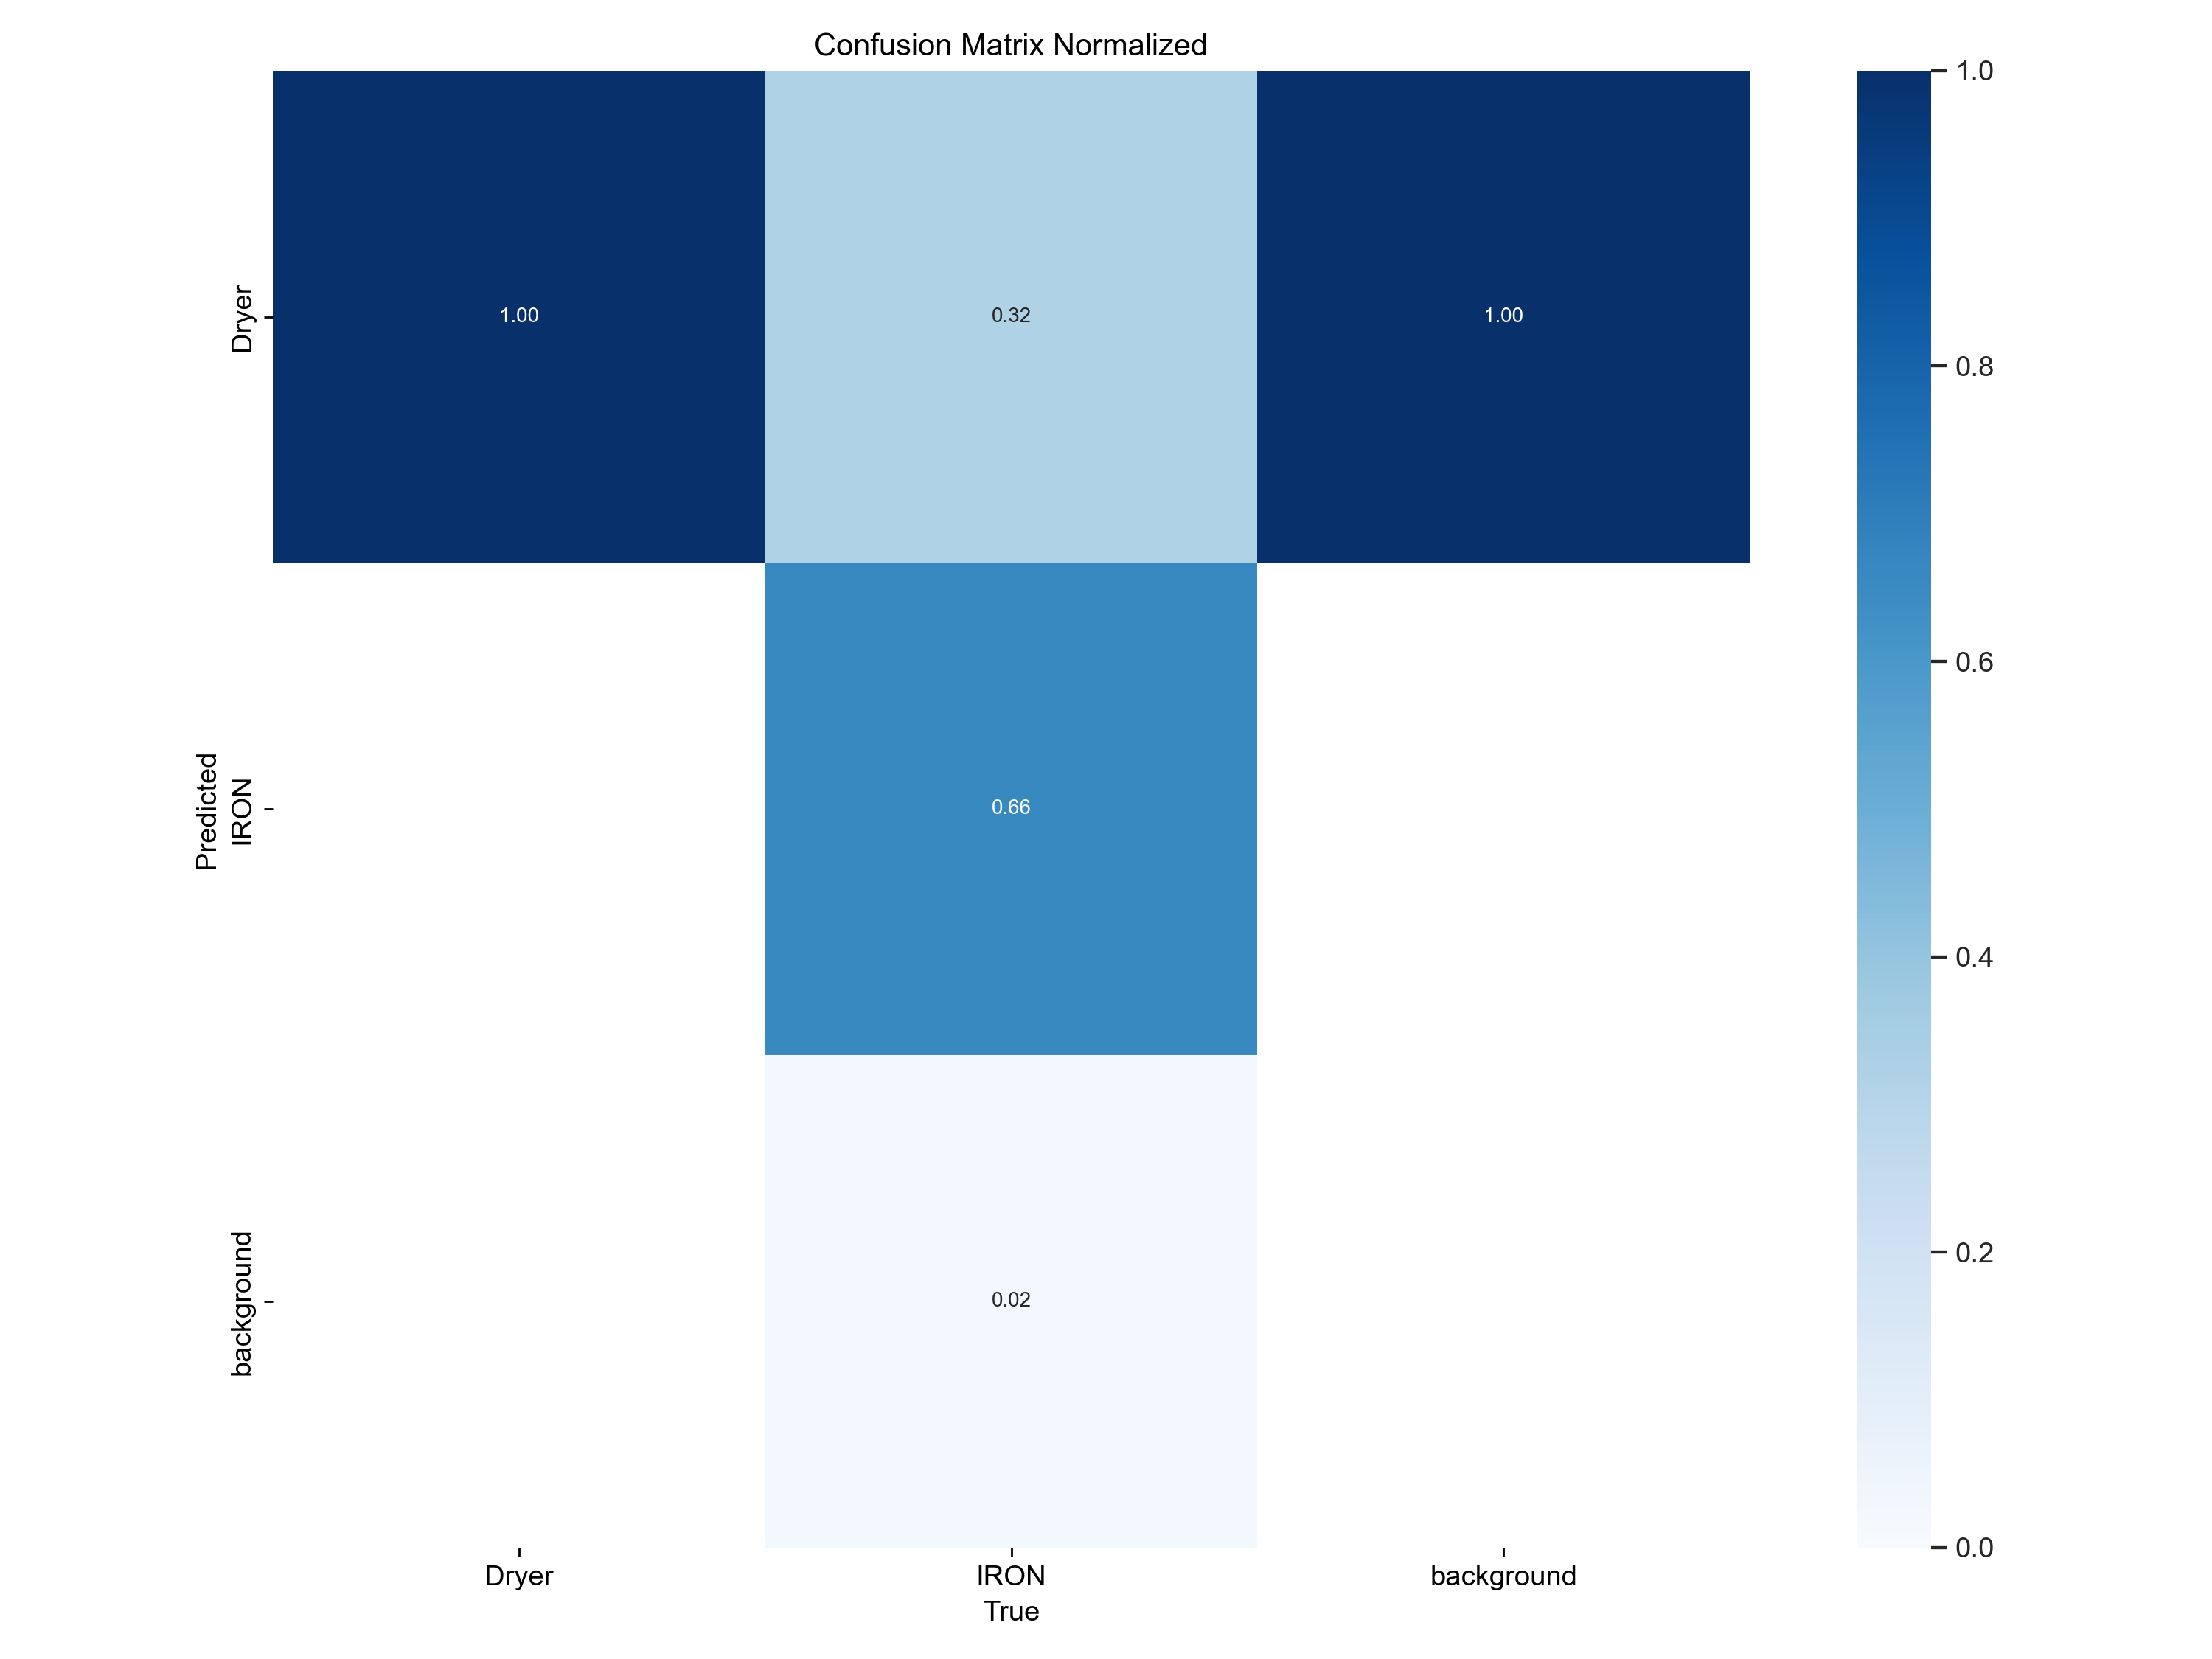 Confusion Matrix Normalized
1.0
Dryer
1.00
0.32
1.00
0.8
0.6
Predicted
IRON
0.66
0.4
background
0.02
0.2
0.0
Dryer
IRON
background
True